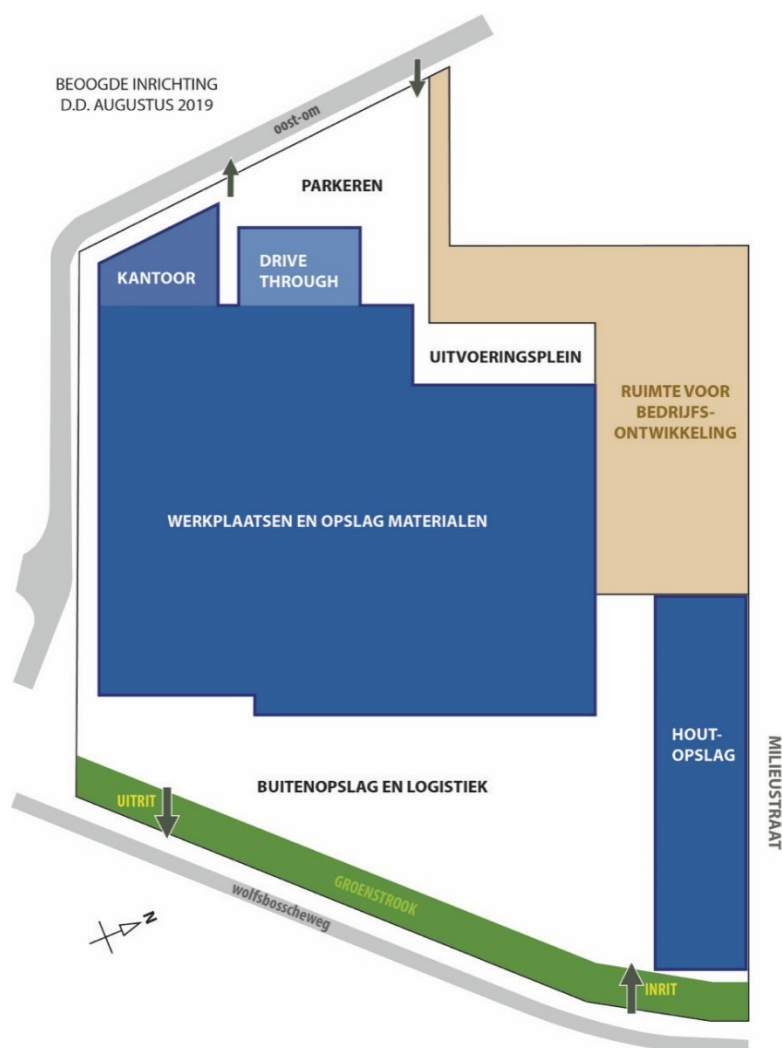 BEOOGDE INRICHTING
D.D. AUGUSTUS 2019
oost-om
PARKEREN
KANTOOR
DRIVE
THROUGH
UITVOERINGSPLEIN
RUIMTE VOOR
BEDRIJFS-
ONTWIKKELING
WERKPLAATSEN EN OPSLAG MATERIALEN
HOUT-
OPSLAG
MILIEUSTRAAT
BUITENOPSLAG EN LOGISTIEK
UITRIT
GROENSTROOK
wolfsbosscheweg
N
INRIT